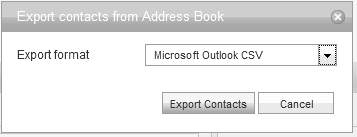 Export contacts from Address Book
Export format
Microsoft Outlook CSV
Export Contacts
Cancel